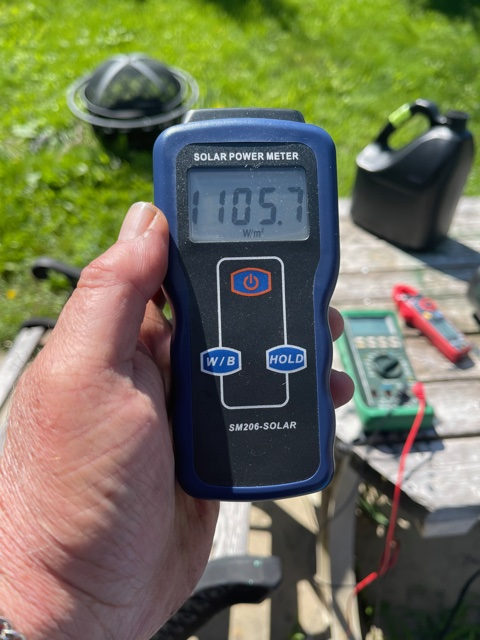 SOLAR POWER METER
1105.7
W/m²
W/B
HOLD
SM206-SOLAR